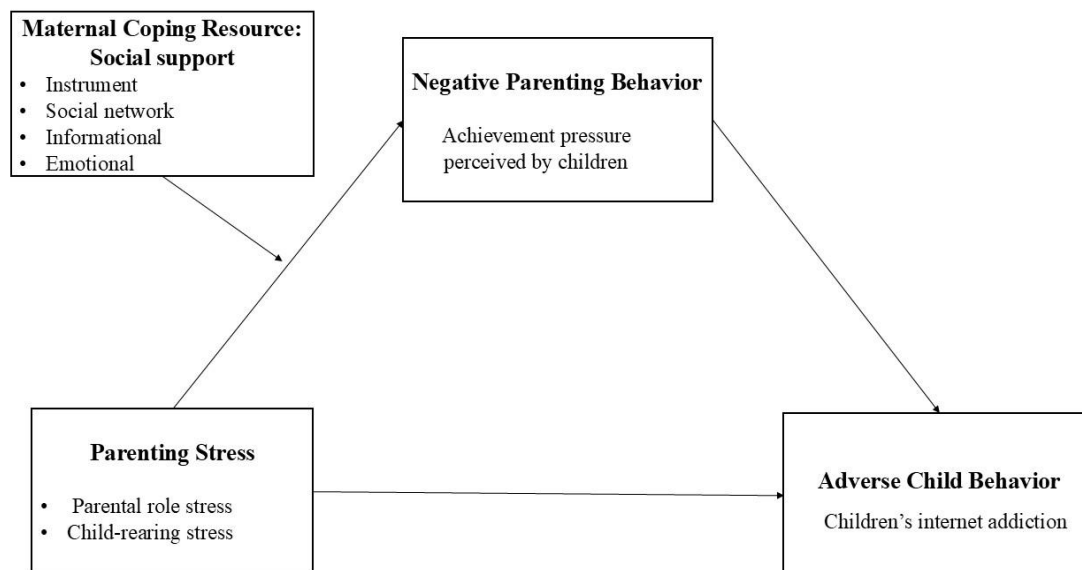 Maternal Coping Resource:
Social support
• Instrument
• Social network
• Informational
• Emotional
Negative Parenting Behavior
Achievement pressure
perceived by children
Parenting Stress
• Parental role stress
• Child-rearing stress
Adverse Child Behavior
Children’s internet addiction